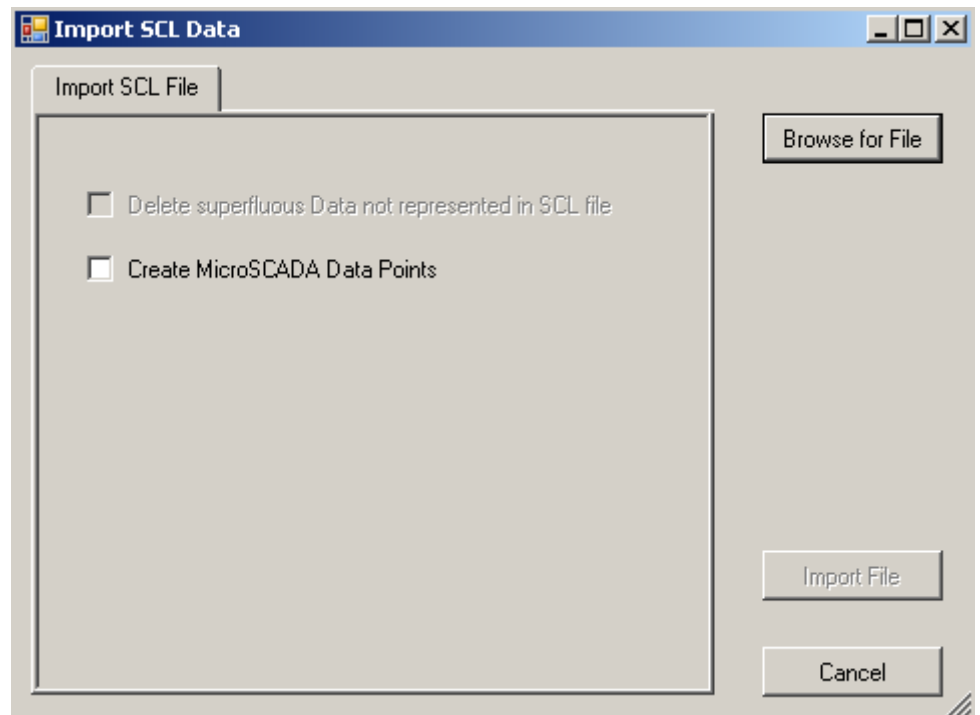 Import SCL Data
Import SCL File
Browse for File
Delete superfluous Data not represented in SCL file
Create MicroSCADA Data Points
Import File
Cancel